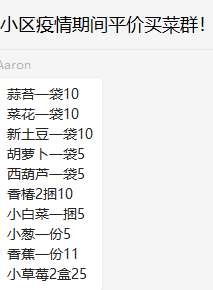 小区疫情期间平价买菜群！
Aaron
蒜苔一袋10
菜花一袋10
新土豆一袋10
胡萝卜一袋5
西葫芦一袋5
香椿2捆10
小白菜一捆5
小葱一份5
香蕉一份11
小草莓2盒25